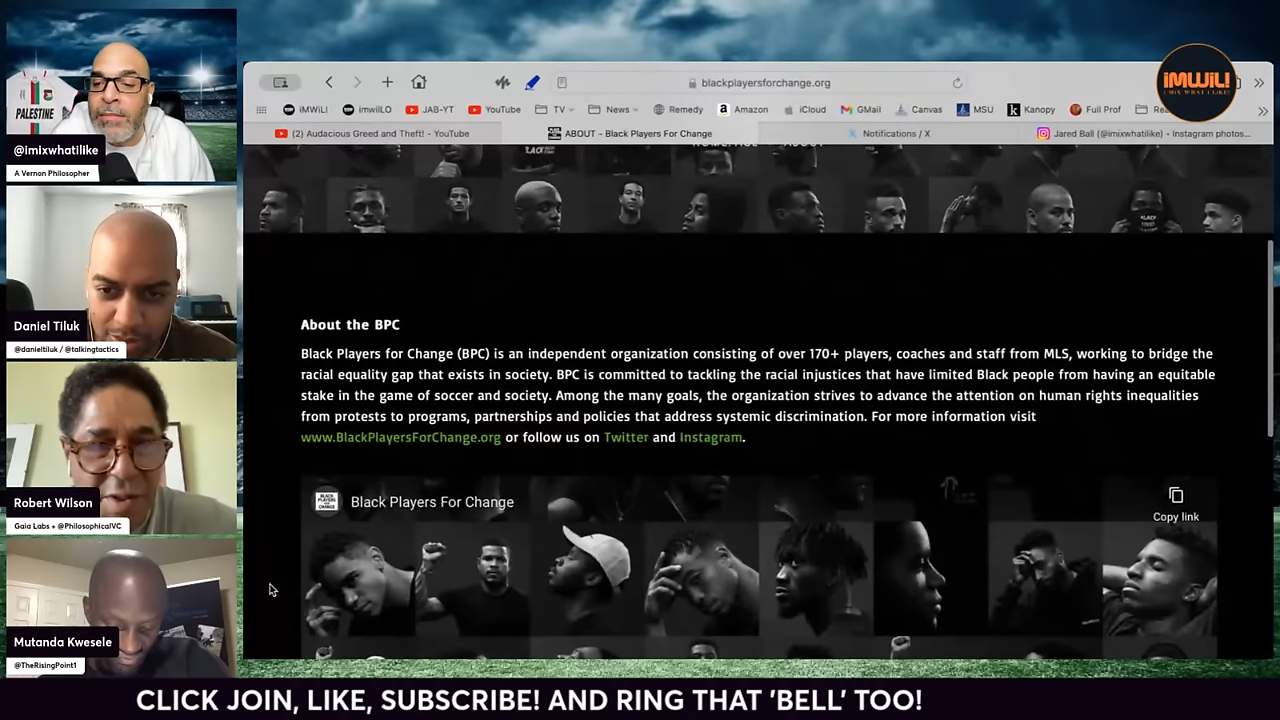 PALESTINE
@imixwhatilike
A Vernon Philosopher
Daniel Tiluk
@danieltiluk / @talkingtactics
Robert Wilson
Gaia Labs + @PhilosophicalVC
Mutanda Kwesele
@TheRisingPoint1
blackplayersforchange.org
iMWiL!
iMiXWHATiLiKE!
iMWiL! imwilLO JAB-YT YouTube TV News Remedy Amazon iCloud GMail Canvas MSU Kanopy Full Prof
(2) Audacious Greed and Theft! - YouTube
ABOUT - Black Players For Change
Notifications / X
Jared Ball (@imixwhatilike) • Instagram photos...
About the BPC
Black Players for Change (BPC) is an independent organization consisting of over 170+ players, coaches and staff from MLS, working to bridge the
racial equality gap that exists in society. BPC is committed to tackling the racial injustices that have limited Black people from having an equitable
stake in the game of soccer and society. Among the many goals, the organization strives to advance the attention on human rights inequalities
from protests to programs, partnerships and policies that address systemic discrimination. For more information visit
www.BlackPlayersForChange.org or follow us on Twitter and Instagram.
BLACK PLAYERS FOR CHANGE
Black Players For Change
Copy link
CLICK JOIN, LIKE, SUBSCRIBE! AND RING THAT 'BELL' TOO!